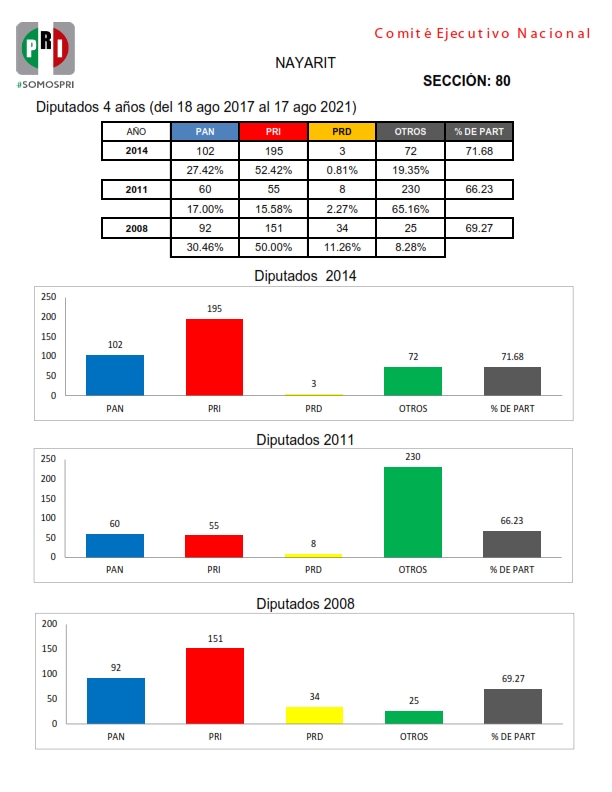 Comité Ejecutivo Nacional
PRI
#SOMOSPRI
NAYARIT
SECCIÓN: 80
Diputados 4 años (del 18 ago 2017 al 17 ago 2021)
AÑO PAN PRI PRD OTROS % DE PART
2014 102 195 3 72 71.68
27.42% 52.42% 0.81% 19.35%
2011 60 55 8 230 66.23
17.00% 15.58% 2.27% 65.16%
2008 92 151 34 25 69.27
30.46% 50.00% 11.26% 8.28%
Diputados 2014
250
200
150
100
50
0
102 195 3 72 71.68
PAN PRI PRD OTROS % DE PART
Diputados 2011
250
200
150
100
50
0
60 55 8 230 66.23
PAN PRI PRD OTROS % DE PART
Diputados 2008
200
150
100
50
0
92 151 34 25 69.27
PAN PRI PRD OTROS % DE PART